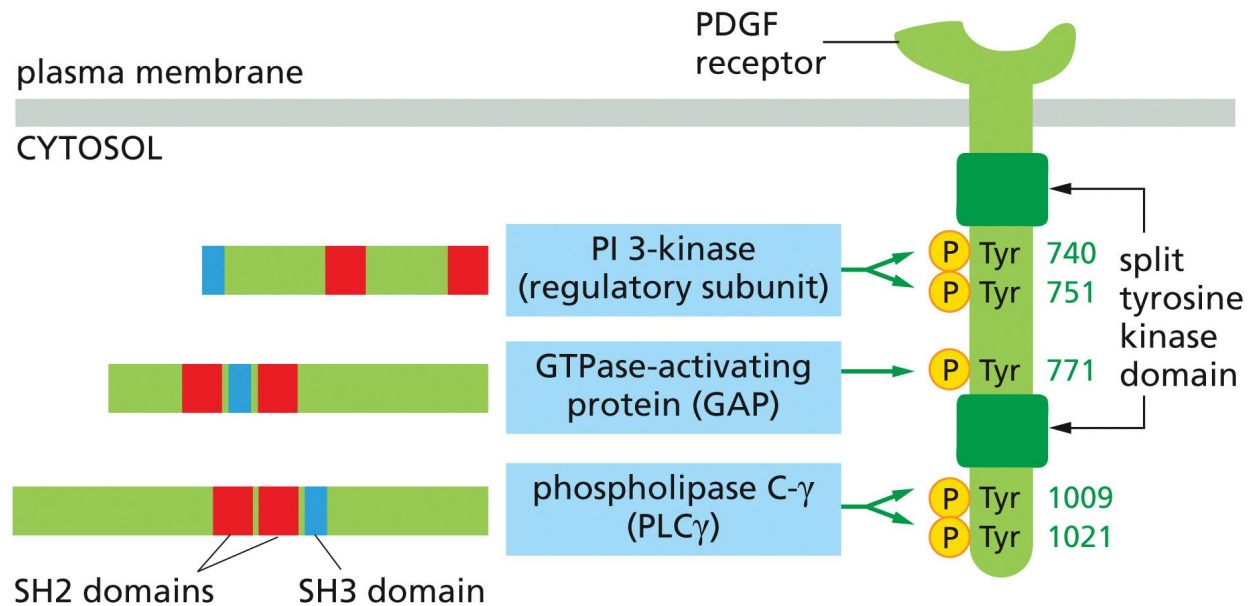 PDGF
receptor
plasma membrane
CYTOSOL
PI 3-kinase
(regulatory subunit)
P Tyr 740
P Tyr 751
split
tyrosine
kinase
domain
GTPase-activating
protein (GAP)
P Tyr 771
phospholipase C-γ
(PLCγ)
P Tyr 1009
P Tyr 1021
SH2 domains
SH3 domain